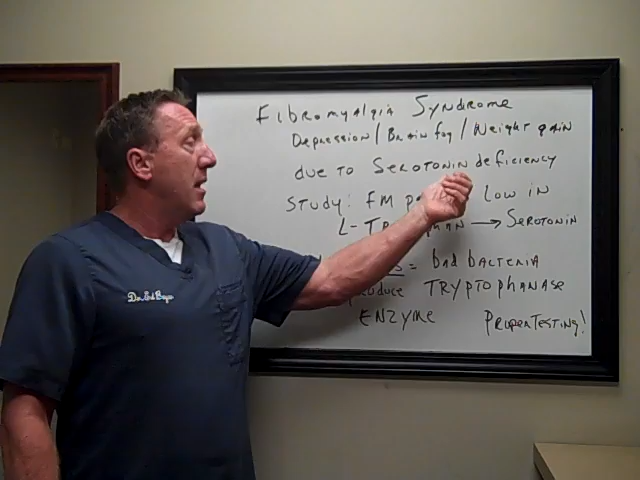 Fibromyalgia Syndrome
Depression/Brain fog/Weight gain
due to Serotonin deficiency
Study: FM Low in
L- → Serotonin
= bad bacteria
Tryptophanase
Enzyme Proper Testing!
Dr.